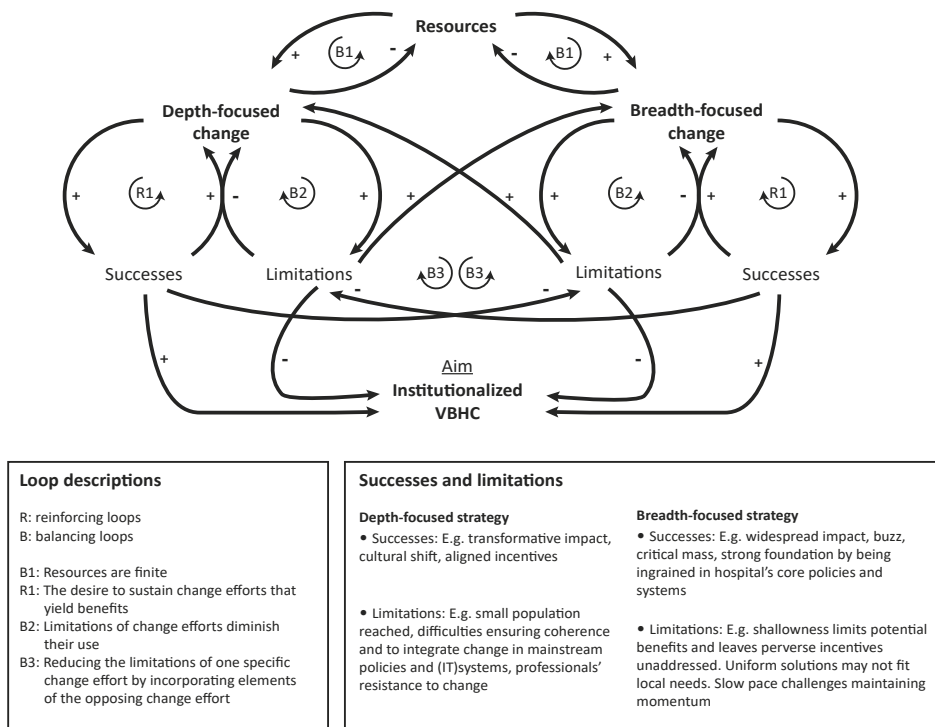 Resources
+ B1 - - B1 +
Depth-focused
change
Breadth-focused
change
+ R1 + - B2 + + + + B2 - + R1 +
Successes
Limitations
B3 B3
Limitations
Successes
- -
+ - - +
Aim
Institutionalized
VBHC
Loop descriptions
R: reinforcing loops
B: balancing loops
B1: Resources are finite
R1: The desire to sustain change efforts that
yield benefits
B2: Limitations of change efforts diminish
their use
B3: Reducing the limitations of one specific
change effort by incorporating elements
of the opposing change effort
Successes and limitations
Depth-focused strategy
• Successes: E.g. transformative impact,
cultural shift, aligned incentives
• Limitations: E.g. small population
reached, difficulties ensuring coherence
and to integrate change in mainstream
policies and (IT)systems, professionals’
resistance to change
Breadth-focused strategy
• Successes: E.g. widespread impact, buzz,
critical mass, strong foundation by being
ingrained in hospital’s core policies and
systems
• Limitations: E.g. shallowness limits potential
benefits and leaves perverse incentives
unaddressed. Uniform solutions may not fit
local needs. Slow pace challenges maintaining
momentum